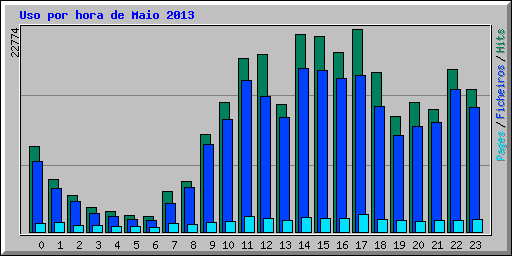 Uso por hora de Maio 2013
22774
Pages / Ficheiros / Hits
0 1 2 3 4 5 6 7 8 9 10 11 12 13 14 15 16 17 18 19 20 21 22 23